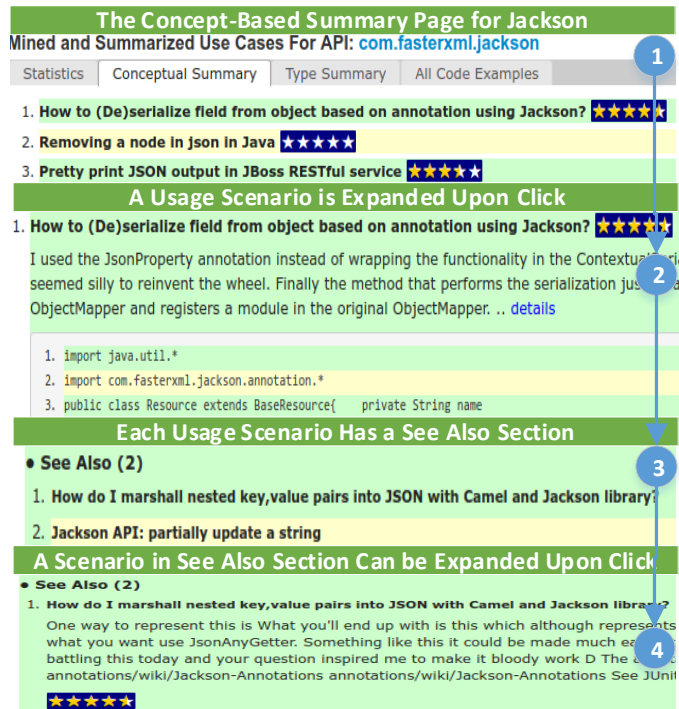 The Concept-Based Summary Page for Jackson
Mined and Summarized Use Cases For API: com.fasterxml.jackson
1
Statistics Conceptual Summary Type Summary All Code Examples
1. How to (De)serialize field from object based on annotation using Jackson?
2. Removing a node in json in Java
3. Pretty print JSON output in JBoss RESTful service
A Usage Scenario is Expanded Upon Click
1. How to (De)serialize field from object based on annotation using Jackson?
I used the JsonProperty annotation instead of wrapping the functionality in the
2
seemed silly to reinvent the wheel. Finally the method that performs the serialization
ObjectMapper and registers a module in the original ObjectMapper. .. details
1. import java.util.*
2. import com.fasterxml.jackson.annotation.*
3. public class Resource extends BaseResource{ private String name
Each Usage Scenario Has a See Also Section
• See Also (2)
3
1. How do I marshall nested key,value pairs into JSON with Camel and Jackson library?
2. Jackson API: partially update a string
A Scenario in See Also Section Can be Expanded Upon Click
• See Also (2)
1. How do I marshall nested key,value pairs into JSON with Camel and Jackson library?
One way to represent this is What you'll end up with is this which although represents
what you want use JsonAnyGetter. Something like this it could be made much
4
battling this today and your question inspired me to make it bloody work D The
annotations/wiki/Jackson-Annotations annotations/wiki/Jackson-Annotations See